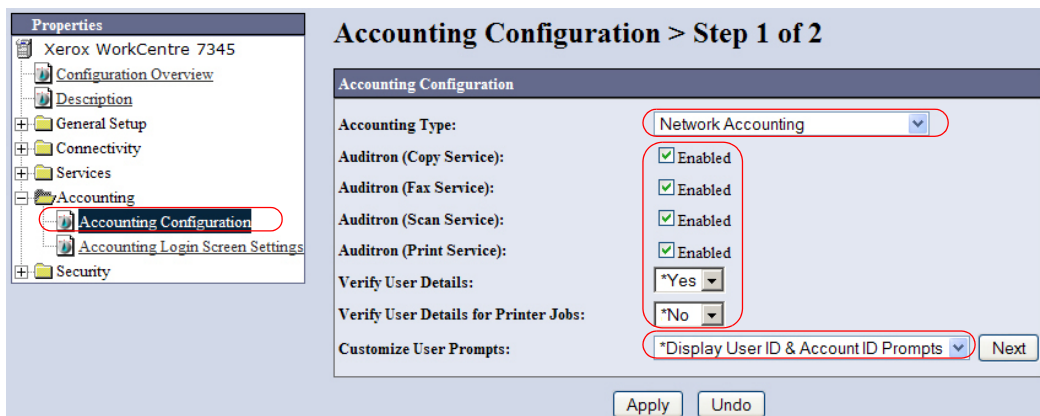 Properties
Xerox WorkCentre 7345
Configuration Overview
Description
General Setup
Connectivity
Services
Accounting
Accounting Configuration
Accounting Login Screen Settings
Security
Accounting Configuration > Step 1 of 2
Accounting Configuration
Accounting Type: Network Accounting
Auditron (Copy Service): Enabled
Auditron (Fax Service): Enabled
Auditron (Scan Service): Enabled
Auditron (Print Service): Enabled
Verify User Details: *Yes
Verify User Details for Printer Jobs: *No
Customize User Prompts: *Display User ID & Account ID Prompts Next
Apply Undo